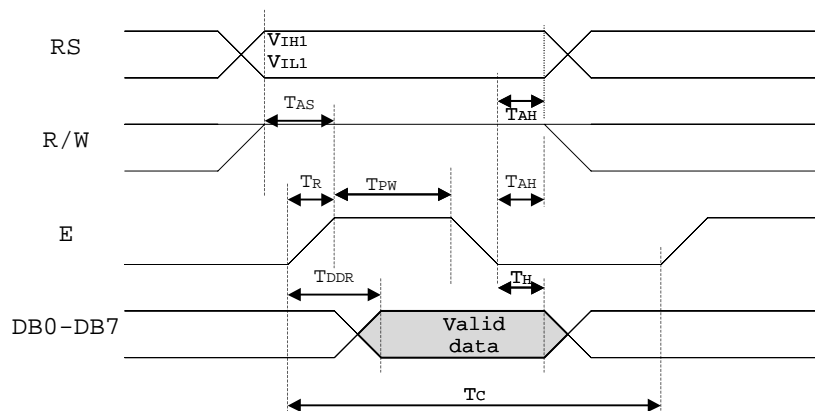 RS
VIH1
VIL1
TAS
TAH
R/W
TR
TPW
TAH
E
TDDR
TH
DB0-DB7
Valid
data
TC